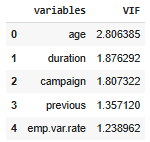 variables VIF
0 age 2.806385
1 duration 1.876292
2 campaign 1.807322
3 previous 1.357120
4 emp.var.rate 1.238962